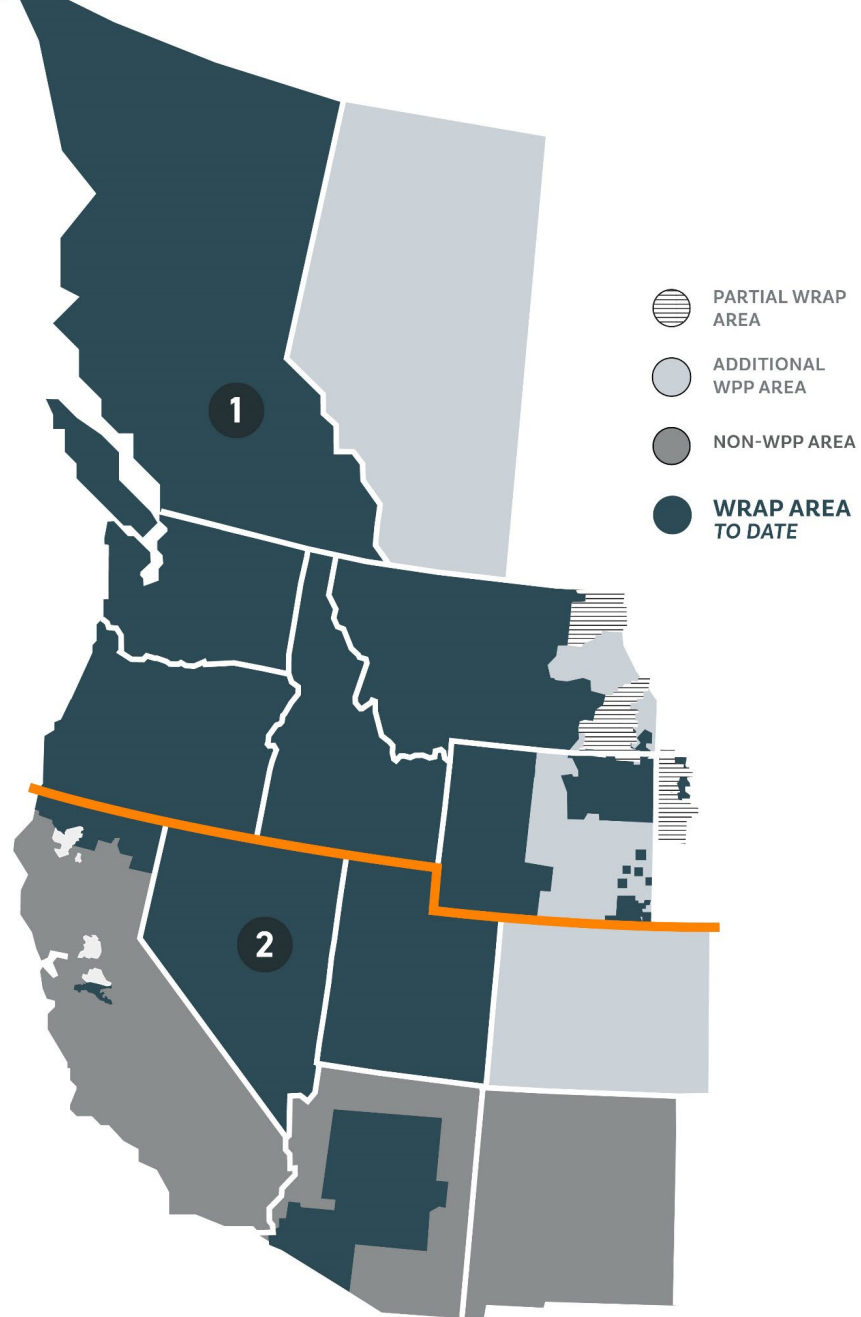 PARTIAL WRAP
AREA
ADDITIONAL
WPP AREA
1
NON-WPP AREA
WRAP AREA
TO DATE
2